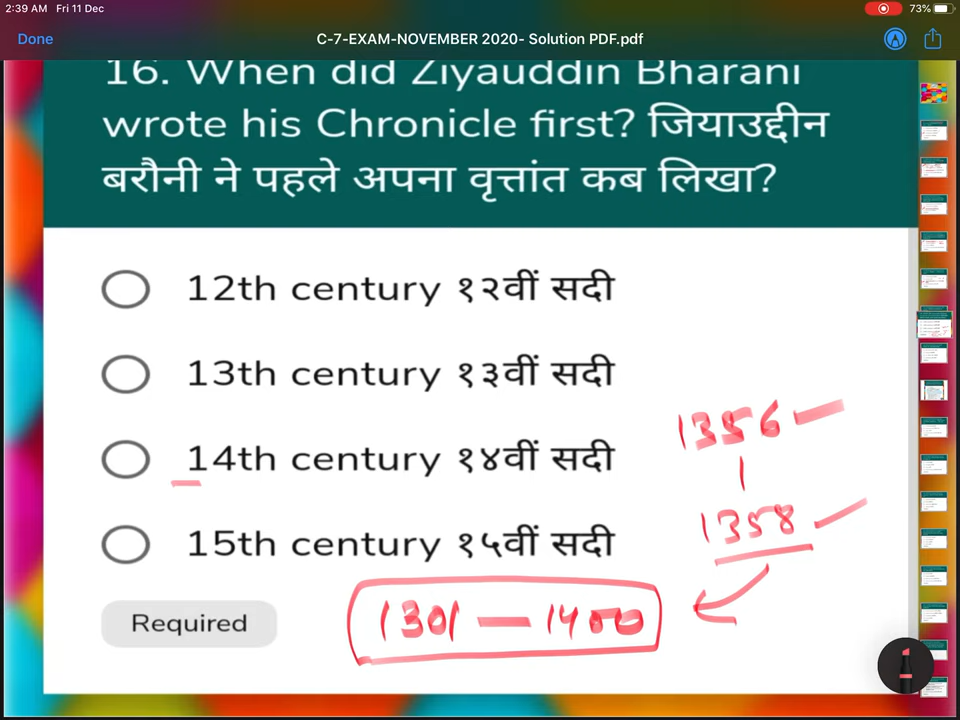 2:39 AM Fri 11 Dec
73%
Done
C-7-EXAM-NOVEMBER 2020- Solution PDF.pdf
16. When did Ziyauddin Bharani
wrote his Chronicle first? जियाउद्दीन
बरौनी ने पहले अपना वृत्तांत कब लिखा?
12th century १२वीं सदी
13th century १३वीं सदी
1356 —
14th century १४वीं सदी
1358 —
15th century १५वीं सदी
1301 — 1400
Required